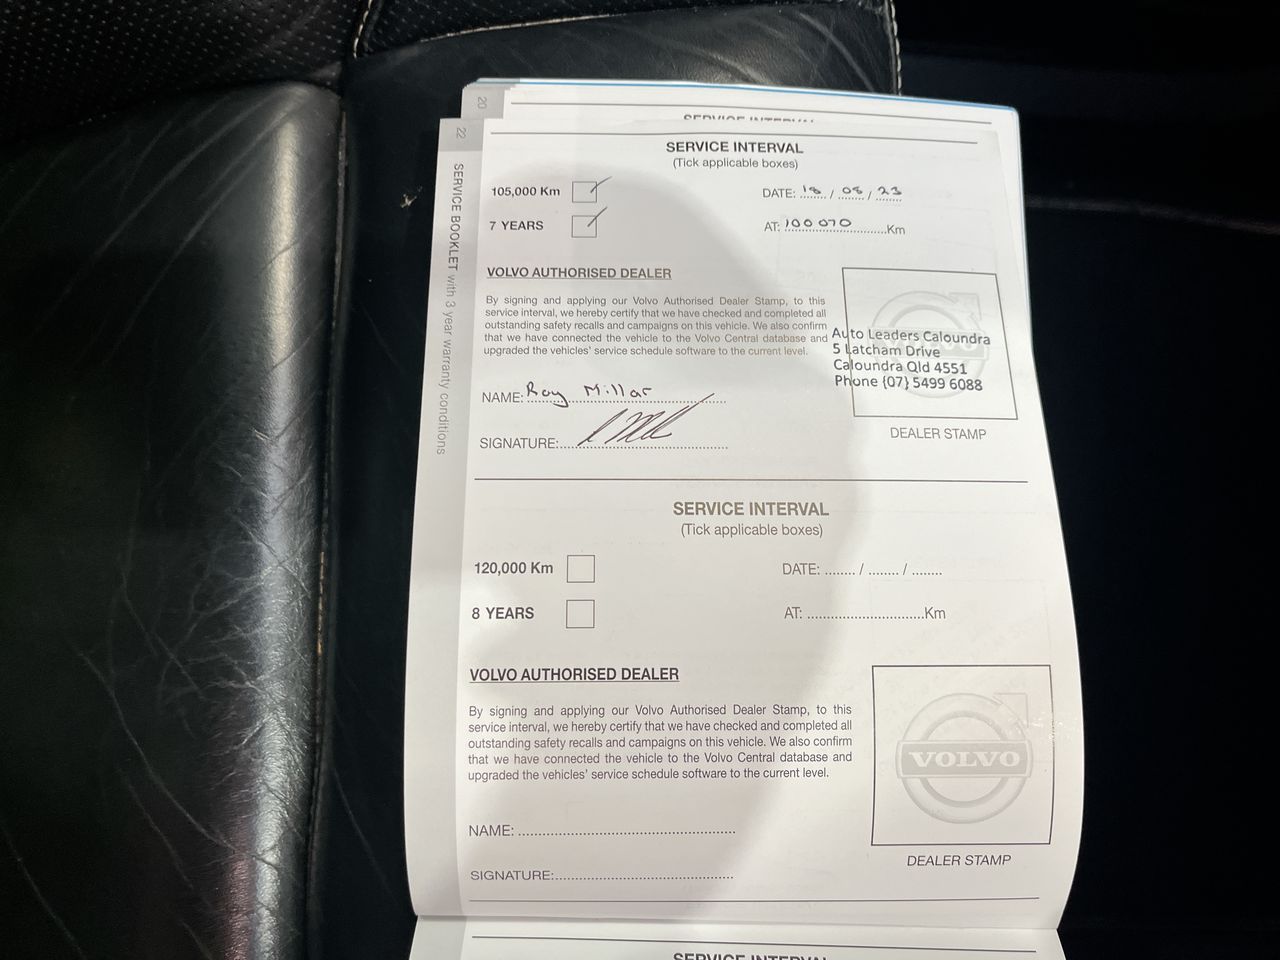 20
SERVICE INTERVAL
22
SERVICE BOOKLET with 3 year warranty conditions
SERVICE INTERVAL
(Tick applicable boxes)
105,000 Km
DATE: 18 / 08 / 23
7 YEARS
AT: 100 070 Km
VOLVO AUTHORISED DEALER
By signing and applying our Volvo Authorised Dealer Stamp, to this
service interval, we hereby certify that we have checked and completed all
outstanding safety recalls and campaigns on this vehicle. We also confirm
that we have connected the vehicle to the Volvo Central database and
upgraded the vehicles' service schedule software to the current level.
Auto Leaders Caloundra
5 Latcham Drive
Caloundra Qld 4551
Phone (07) 5499 6088
NAME: Ray Millar
SIGNATURE:
DEALER STAMP
SERVICE INTERVAL
(Tick applicable boxes)
120,000 Km
DATE: ........ / ........ / ........
8 YEARS
AT: ..............................Km
VOLVO AUTHORISED DEALER
By signing and applying our Volvo Authorised Dealer Stamp, to this
service interval, we hereby certify that we have checked and completed all
outstanding safety recalls and campaigns on this vehicle. We also confirm
that we have connected the vehicle to the Volvo Central database and
upgraded the vehicles' service schedule software to the current level.
VOLVO
NAME:
SIGNATURE:
DEALER STAMP
SERVICE INTERVAL